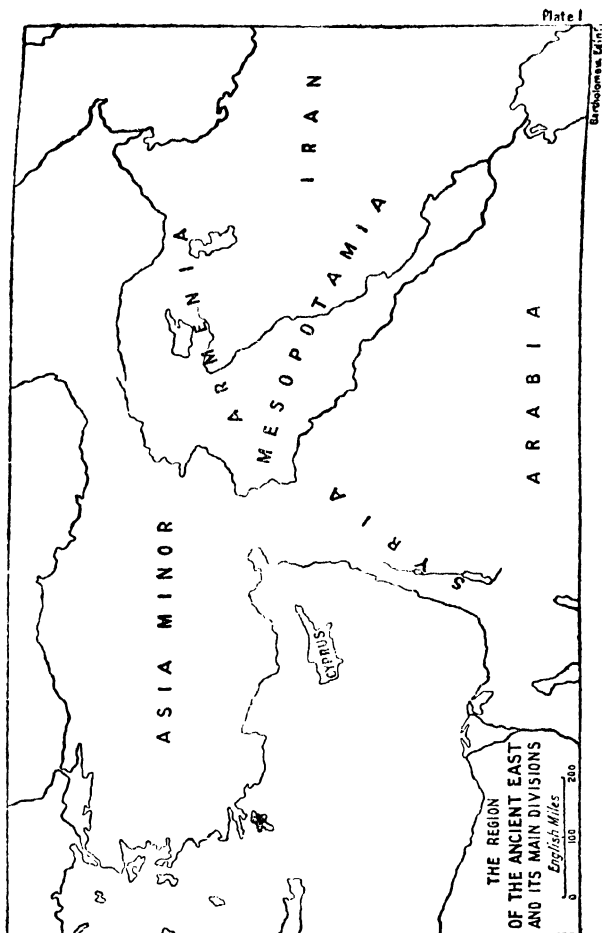 Plate I
Bartholomew, Edinr.
IRAN
ARMENIA
MESOPOTAMIA
ARABIA
SYRIA
ASIA MINOR
CYPRUS
THE REGION
OF THE ANCIENT EAST
AND ITS MAIN DIVISIONS
English Miles
0 100 200